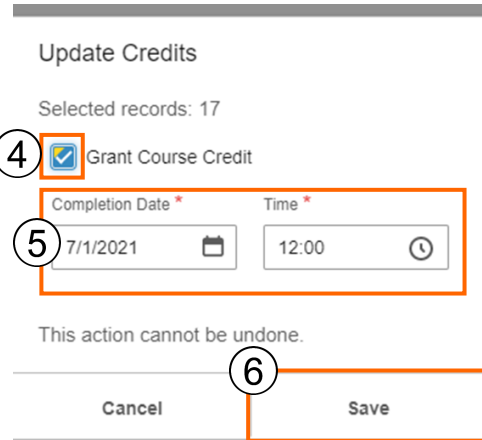 Update Credits
Selected records: 17
4 Grant Course Credit
Completion Date * Time *
5 7/1/2021 12:00
This action cannot be undone.
6
Cancel Save